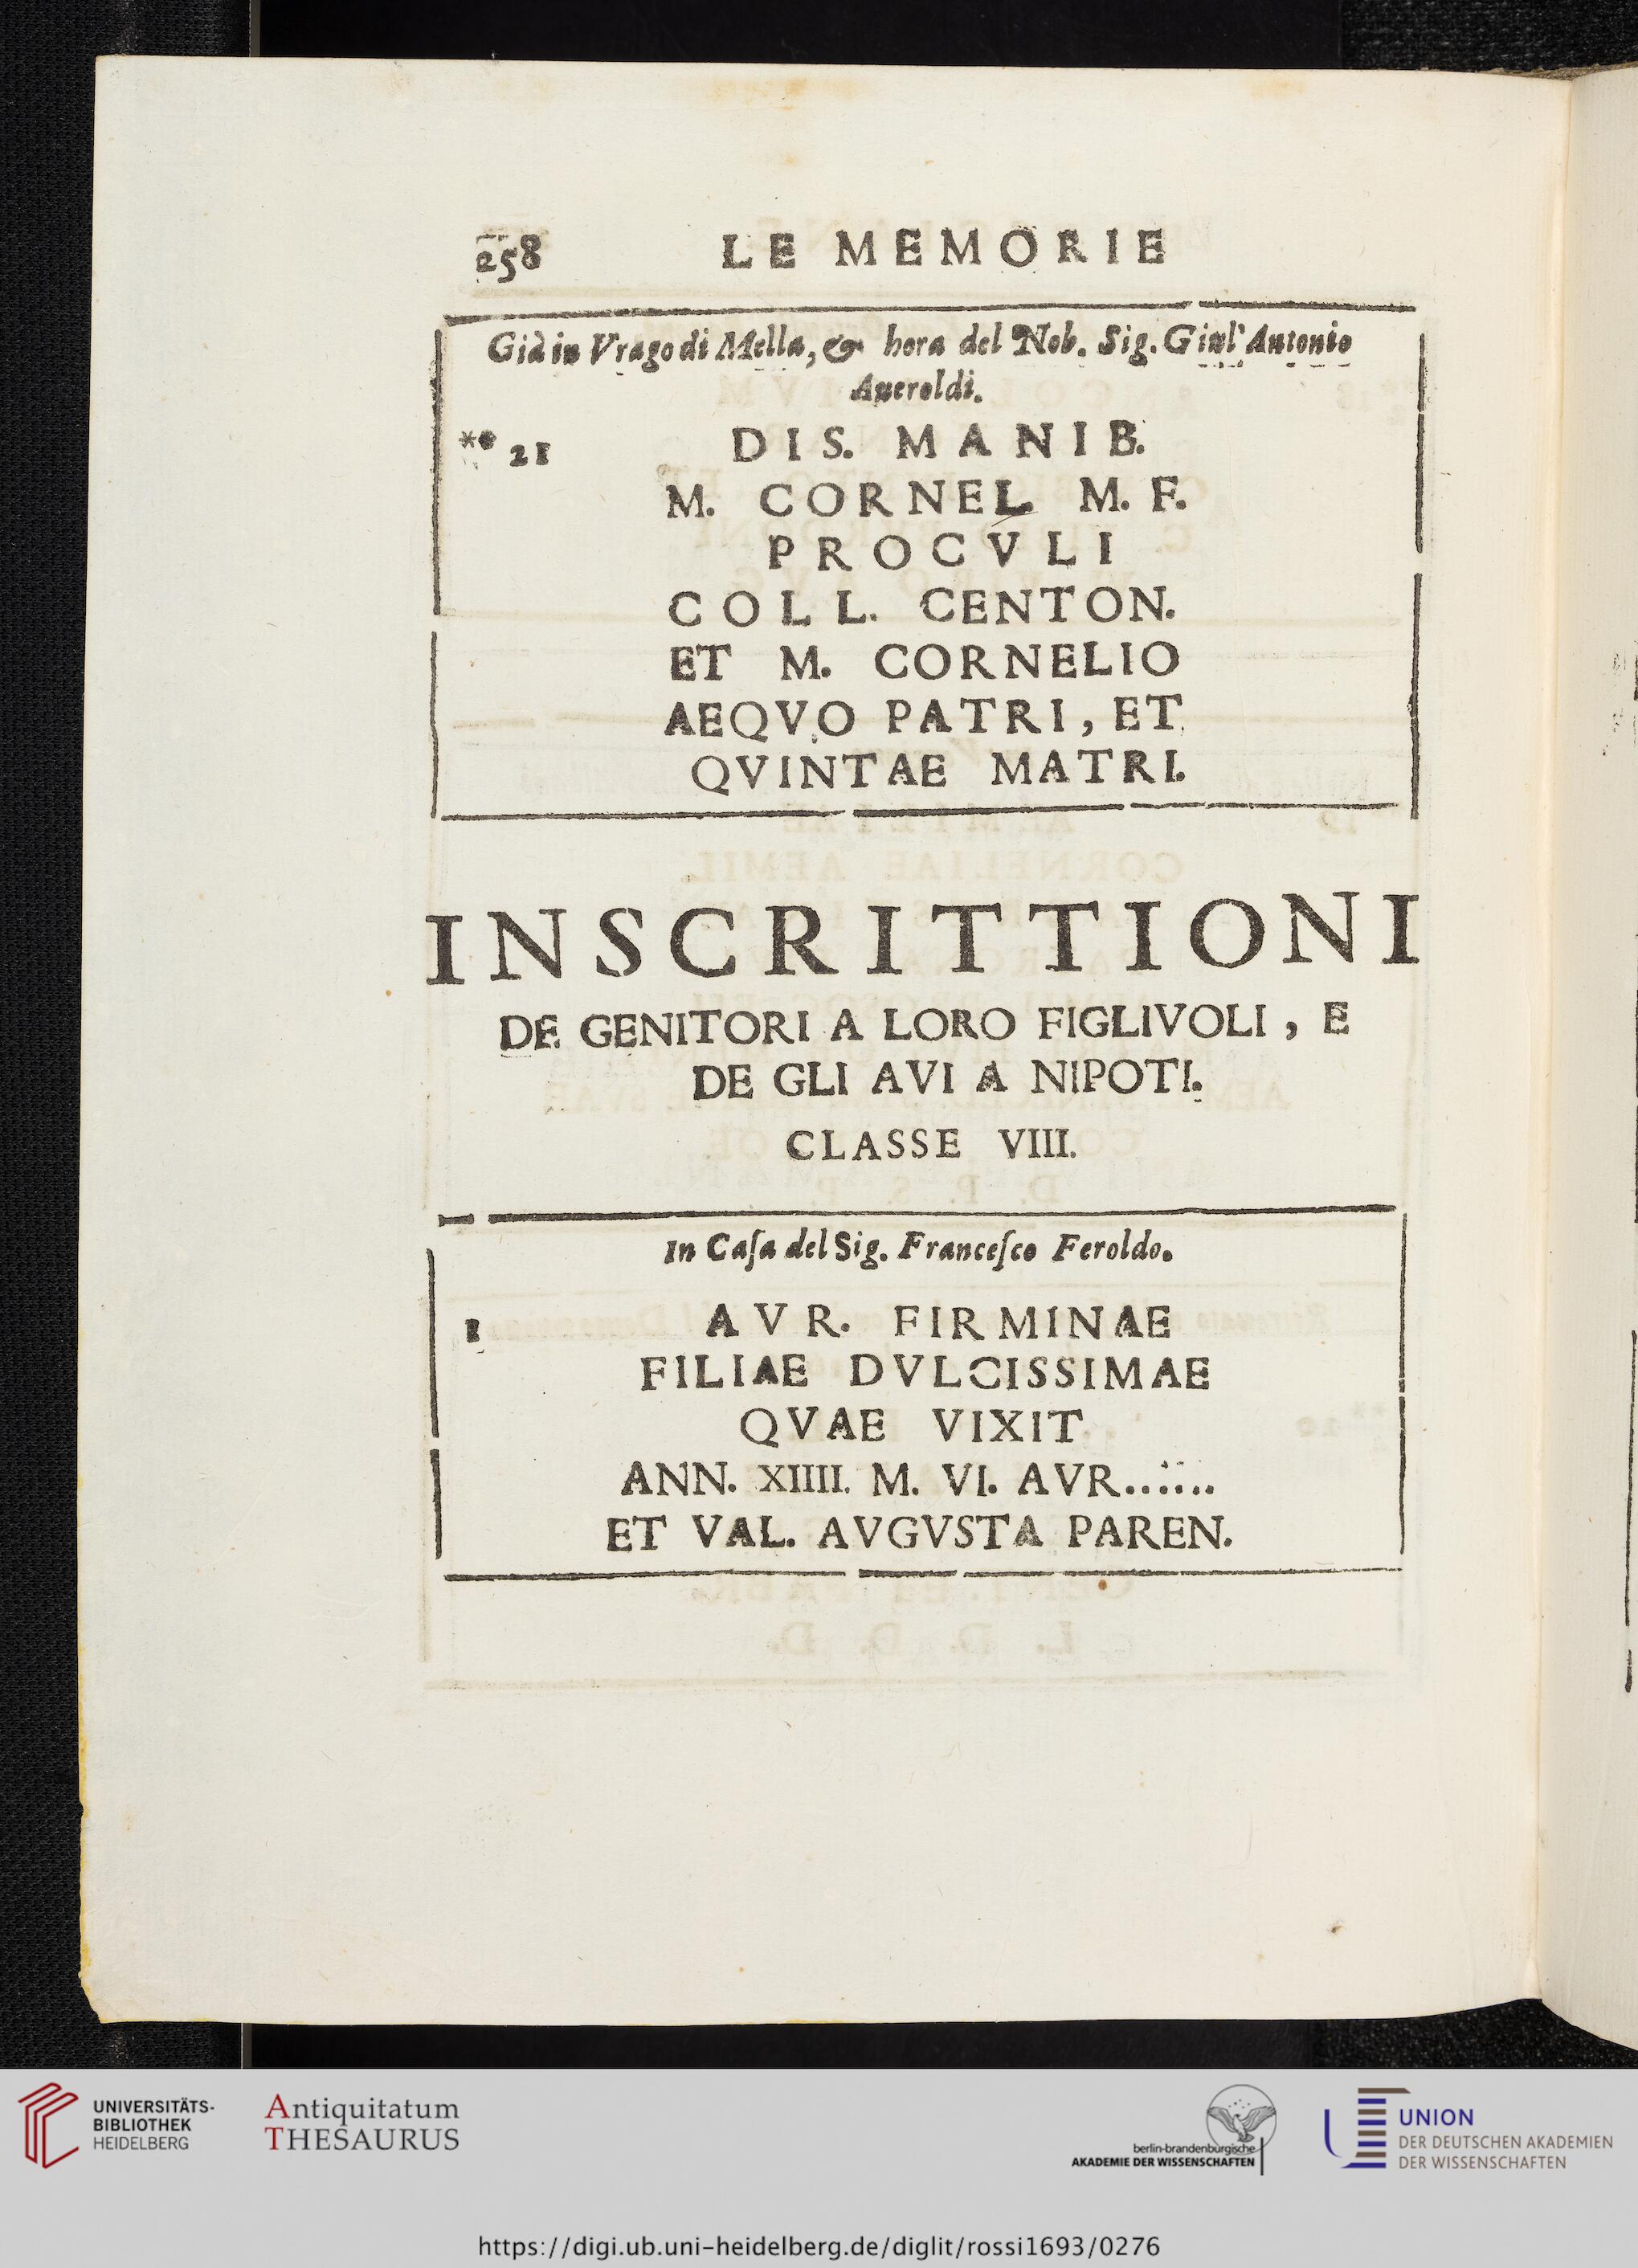 258 LE MEMORIE
Già in Vrago di Mella, & hora del Nob. Sig. Giul' Antonio
Aueroldi.
** 21 DIS. MANIB.
M. CORNEL. M. F.
PROCVLI
COLL. CENTON.
ET M. CORNELIO
AEQVO PATRI, ET
QVINTAE MATRI.
INSCRITTIONI
DE GENITORI A LORO FIGLIVOLI, E
DE GLI AVI A NIPOTI.
CLASSE VIII.
In Casa del Sig. Francesco Feroldo.
1 AVR. FIRMINAE
FILIAE DVLCISSIMAE
QVAE VIXIT
ANN. XIIII. M. VI. AVR.......
ET VAL. AVGVSTA PAREN.
UNIVERSITÄTS-
BIBLIOTHEK
HEIDELBERG
Antiquitatum
THESAURUS
berlin-brandenburgische
AKADEMIE DER WISSENSCHAFTEN
UNION
DER DEUTSCHEN AKADEMIEN
DER WISSENSCHAFTEN
https://digi.ub.uni-heidelberg.de/diglit/rossi1693/0276